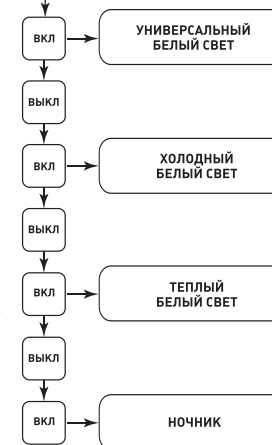 ВКЛ
УНИВЕРСАЛЬНЫЙ
БЕЛЫЙ СВЕТ
ВЫКЛ
ВКЛ
ХОЛОДНЫЙ
БЕЛЫЙ СВЕТ
ВЫКЛ
ВКЛ
ТЕПЛЫЙ
БЕЛЫЙ СВЕТ
ВЫКЛ
ВКЛ
НОЧНИК